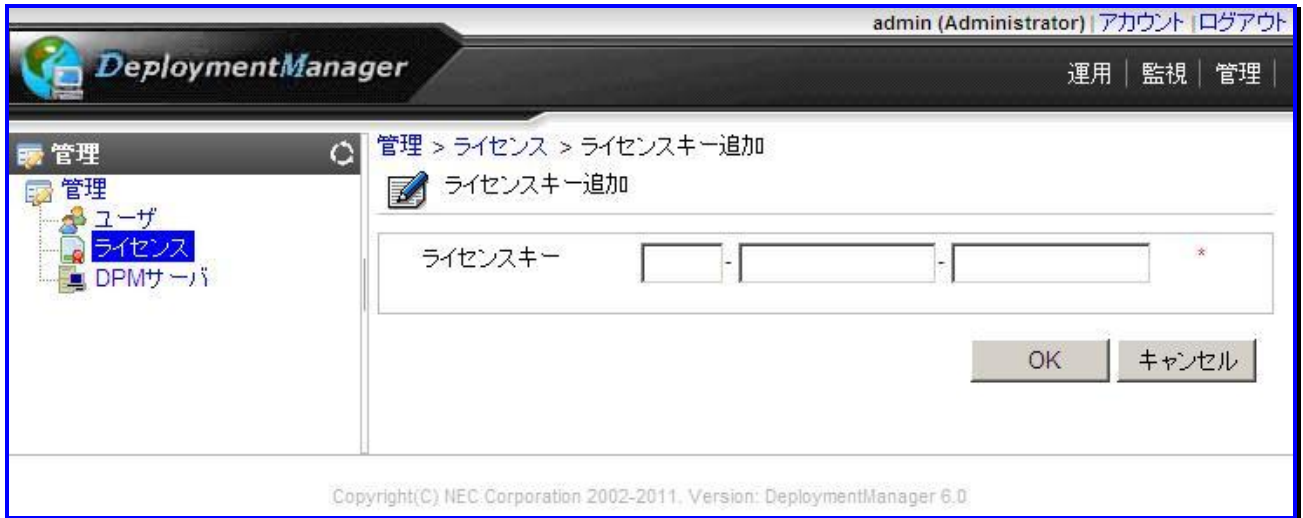 admin (Administrator) | アカウント | ログアウト
DeploymentManager
運用 | 監視 | 管理 |
管理
管理
ユーザ
ライセンス
DPMサーバ
管理 > ライセンス > ライセンスキー追加
ライセンスキー追加
ライセンスキー - - *
OK キャンセル
Copyright(C) NEC Corporation 2002-2011. Version: DeploymentManager 6.0